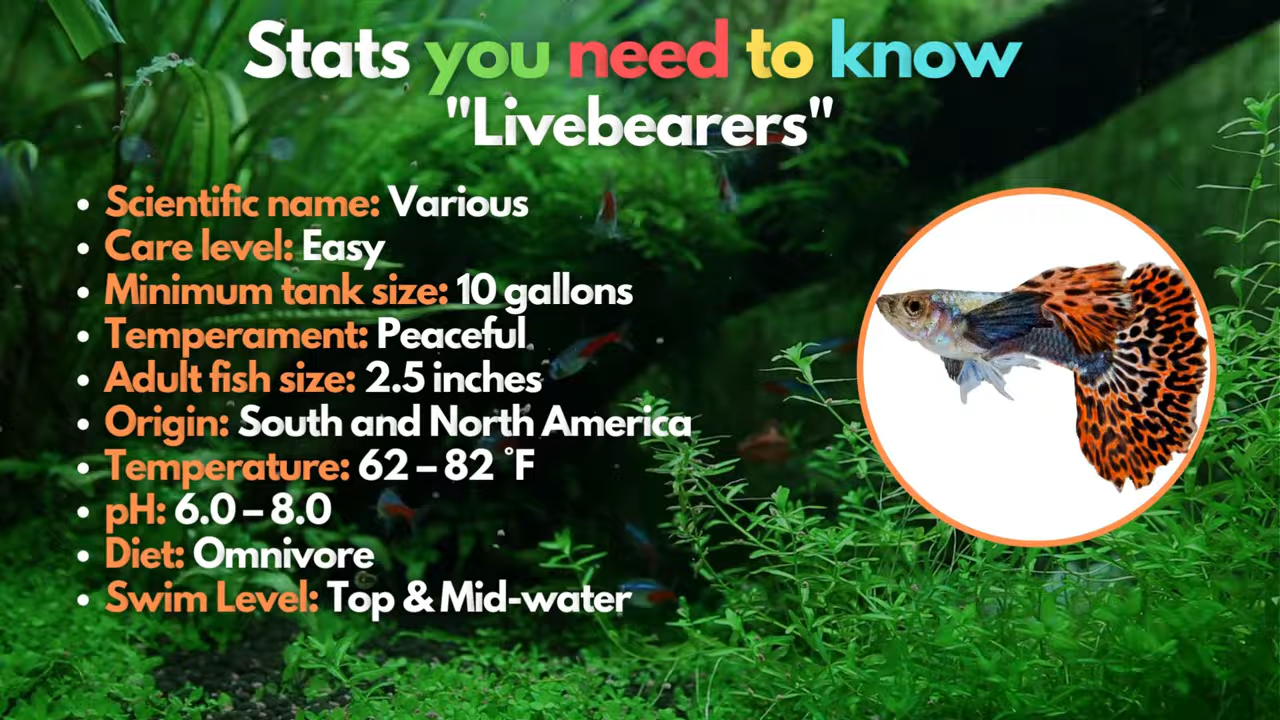 Stats you need to know
"Livebearers"
• Scientific name: Various
• Care level: Easy
• Minimum tank size: 10 gallons
• Temperament: Peaceful
• Adult fish size: 2.5 inches
• Origin: South and North America
• Temperature: 62 – 82 °F
• pH: 6.0 – 8.0
• Diet: Omnivore
• Swim Level: Top & Mid-water